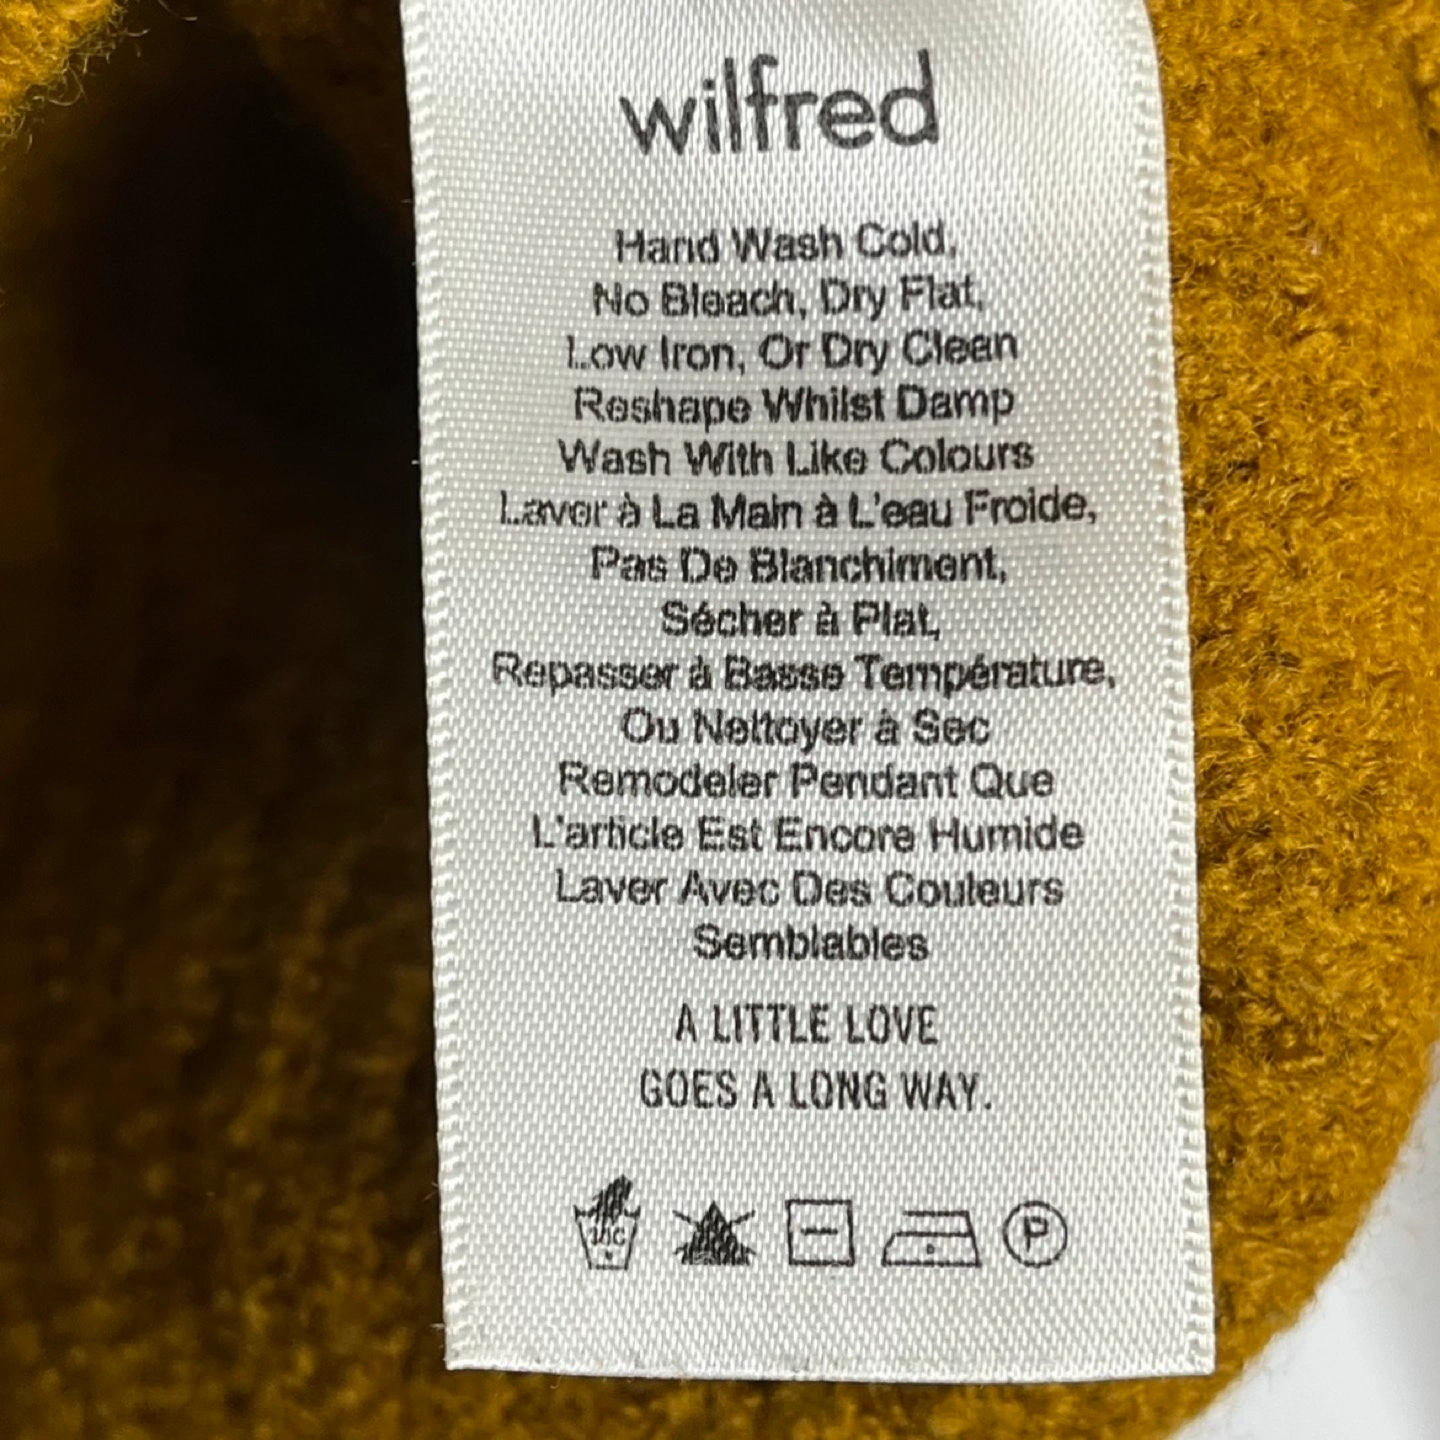 wilfred
Hand Wash Cold,
No Bleach, Dry Flat,
Low Iron, Or Dry Clean
Reshape Whilst Damp
Wash With Like Colours
Laver à La Main à L'eau Froide,
Pas De Blanchiment,
Sécher à Plat,
Repasser à Basse Température,
Ou Nettoyer à Sec
Remodeler Pendant Que
L'article Est Encore Humide
Laver Avec Des Couleurs
Semblables
A LITTLE LOVE
GOES A LONG WAY.
P